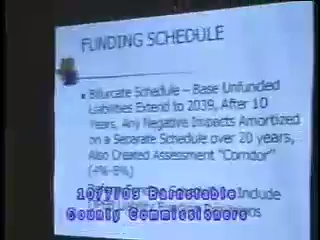 FUNDING SCHEDULE
Bifurcate Schedule – Base Unfunded
Liabilities Extend to 2039, After 10
Years, Any Negative Impacts Amortized
on a Separate Schedule over 20 years,
Also Created Assessment "Corridor"
(4%-8%)
10/7/09 Barnstable
Include
County Commissioners